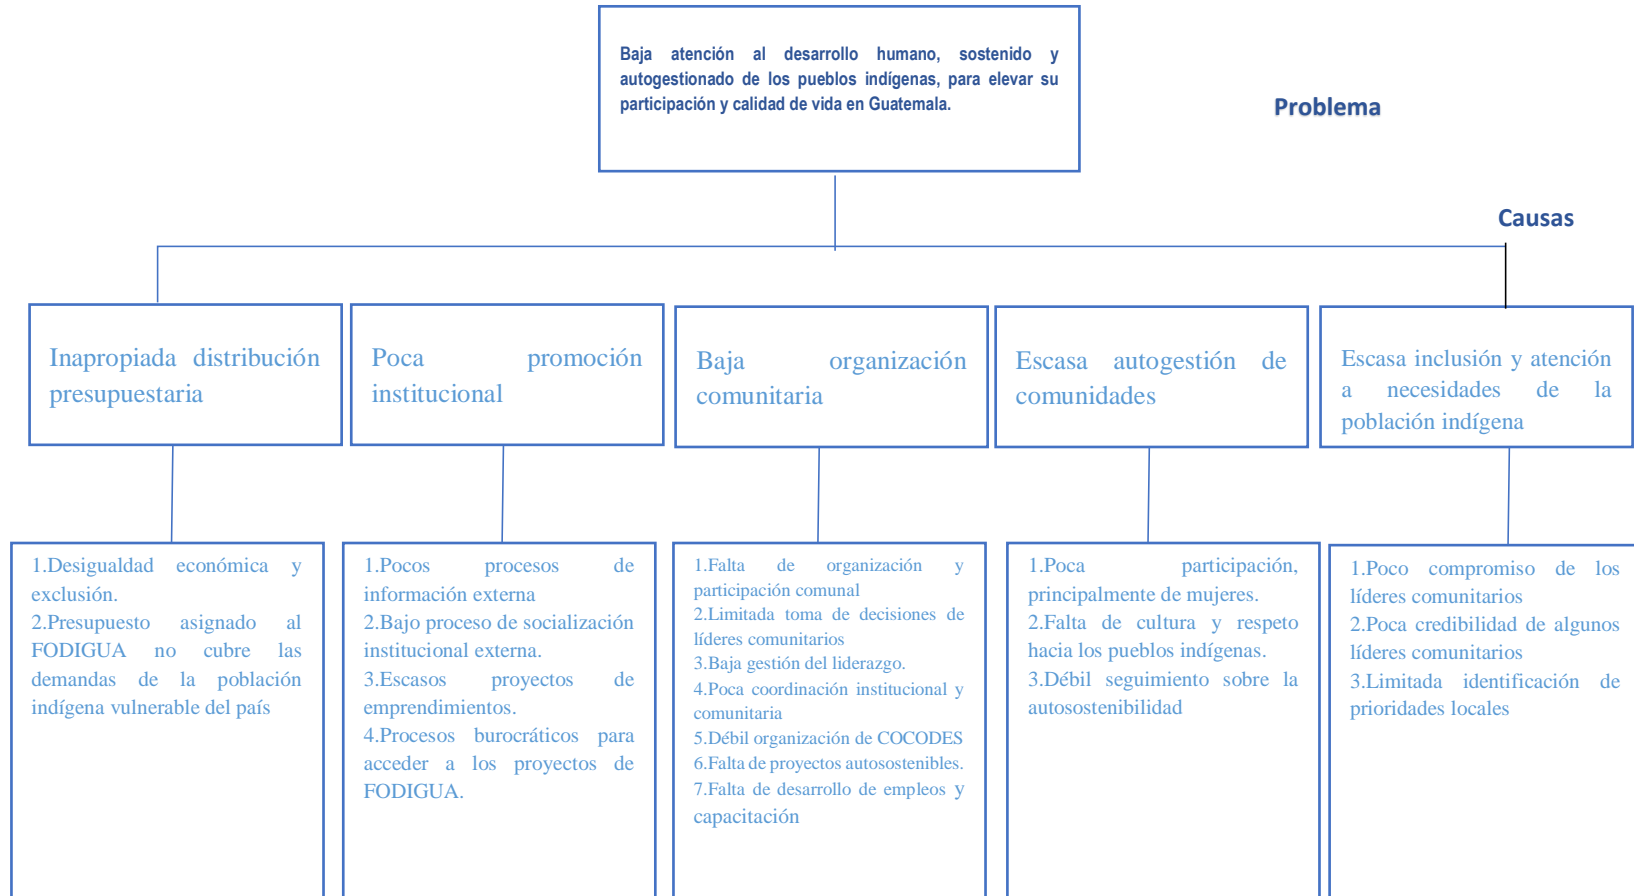 Baja atención al desarrollo humano, sostenido y
autogestionado de los pueblos indígenas, para elevar su
participación y calidad de vida en Guatemala.
Problema
Causas
Inapropiada distribución
presupuestaria
Poca promoción
institucional
Baja organización
comunitaria
Escasa autogestión de
comunidades
Escasa inclusión y atención
a necesidades de la
población indígena
1.Desigualdad económica y
exclusión.
2.Presupuesto asignado al
FODIGUA no cubre las
demandas de la población
indígena vulnerable del país
1.Pocos procesos de
información externa
2.Bajo proceso de socialización
institucional externa.
3.Escasos proyectos de
emprendimientos.
4.Procesos burocráticos para
acceder a los proyectos de
FODIGUA.
1.Falta de organización y
participación comunal
2.Limitada toma de decisiones de
líderes comunitarios
3.Baja gestión del liderazgo.
4.Poca coordinación institucional y
comunitaria
5.Débil organización de COCODES
6.Falta de proyectos autosostenibles.
7.Falta de desarrollo de empleos y
capacitación
1.Poca participación,
principalmente de mujeres.
2.Falta de cultura y respeto
hacia los pueblos indígenas.
3.Débil seguimiento sobre la
autosostenibilidad
1.Poco compromiso de los
líderes comunitarios
2.Poca credibilidad de algunos
líderes comunitarios
3.Limitada identificación de
prioridades locales